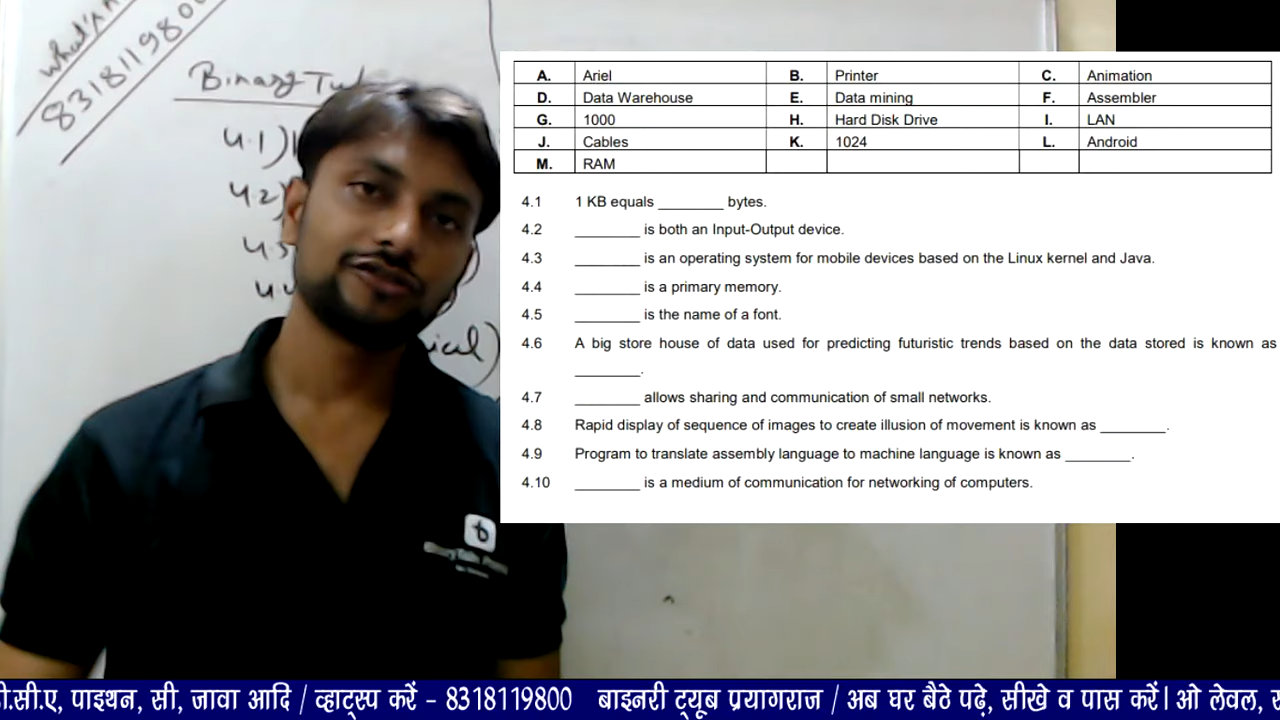 what's A
8318119800
Binary Tu
4.1)
4.2)
4.3
4.4
ical)
A. Ariel B. Printer C. Animation
D. Data Warehouse E. Data mining F. Assembler
G. 1000 H. Hard Disk Drive I. LAN
J. Cables K. 1024 L. Android
M. RAM
4.1 1 KB equals ________ bytes.
4.2 ________ is both an Input-Output device.
4.3 ________ is an operating system for mobile devices based on the Linux kernel and Java.
4.4 ________ is a primary memory.
4.5 ________ is the name of a font.
4.6 A big store house of data used for predicting futuristic trends based on the data stored is known as
________.
4.7 ________ allows sharing and communication of small networks.
4.8 Rapid display of sequence of images to create illusion of movement is known as ________.
4.9 Program to translate assembly language to machine language is known as ________.
4.10 ________ is a medium of communication for networking of computers.
ी.सी.ए, पाइथन, सी, जावा आदि / व्हाट्स्प करें - 8318119800 बाइनरी ट्यूब प्रयागराज / अब घर बैठे पढ़े, सीखे व पास करें। ओ लेवल,